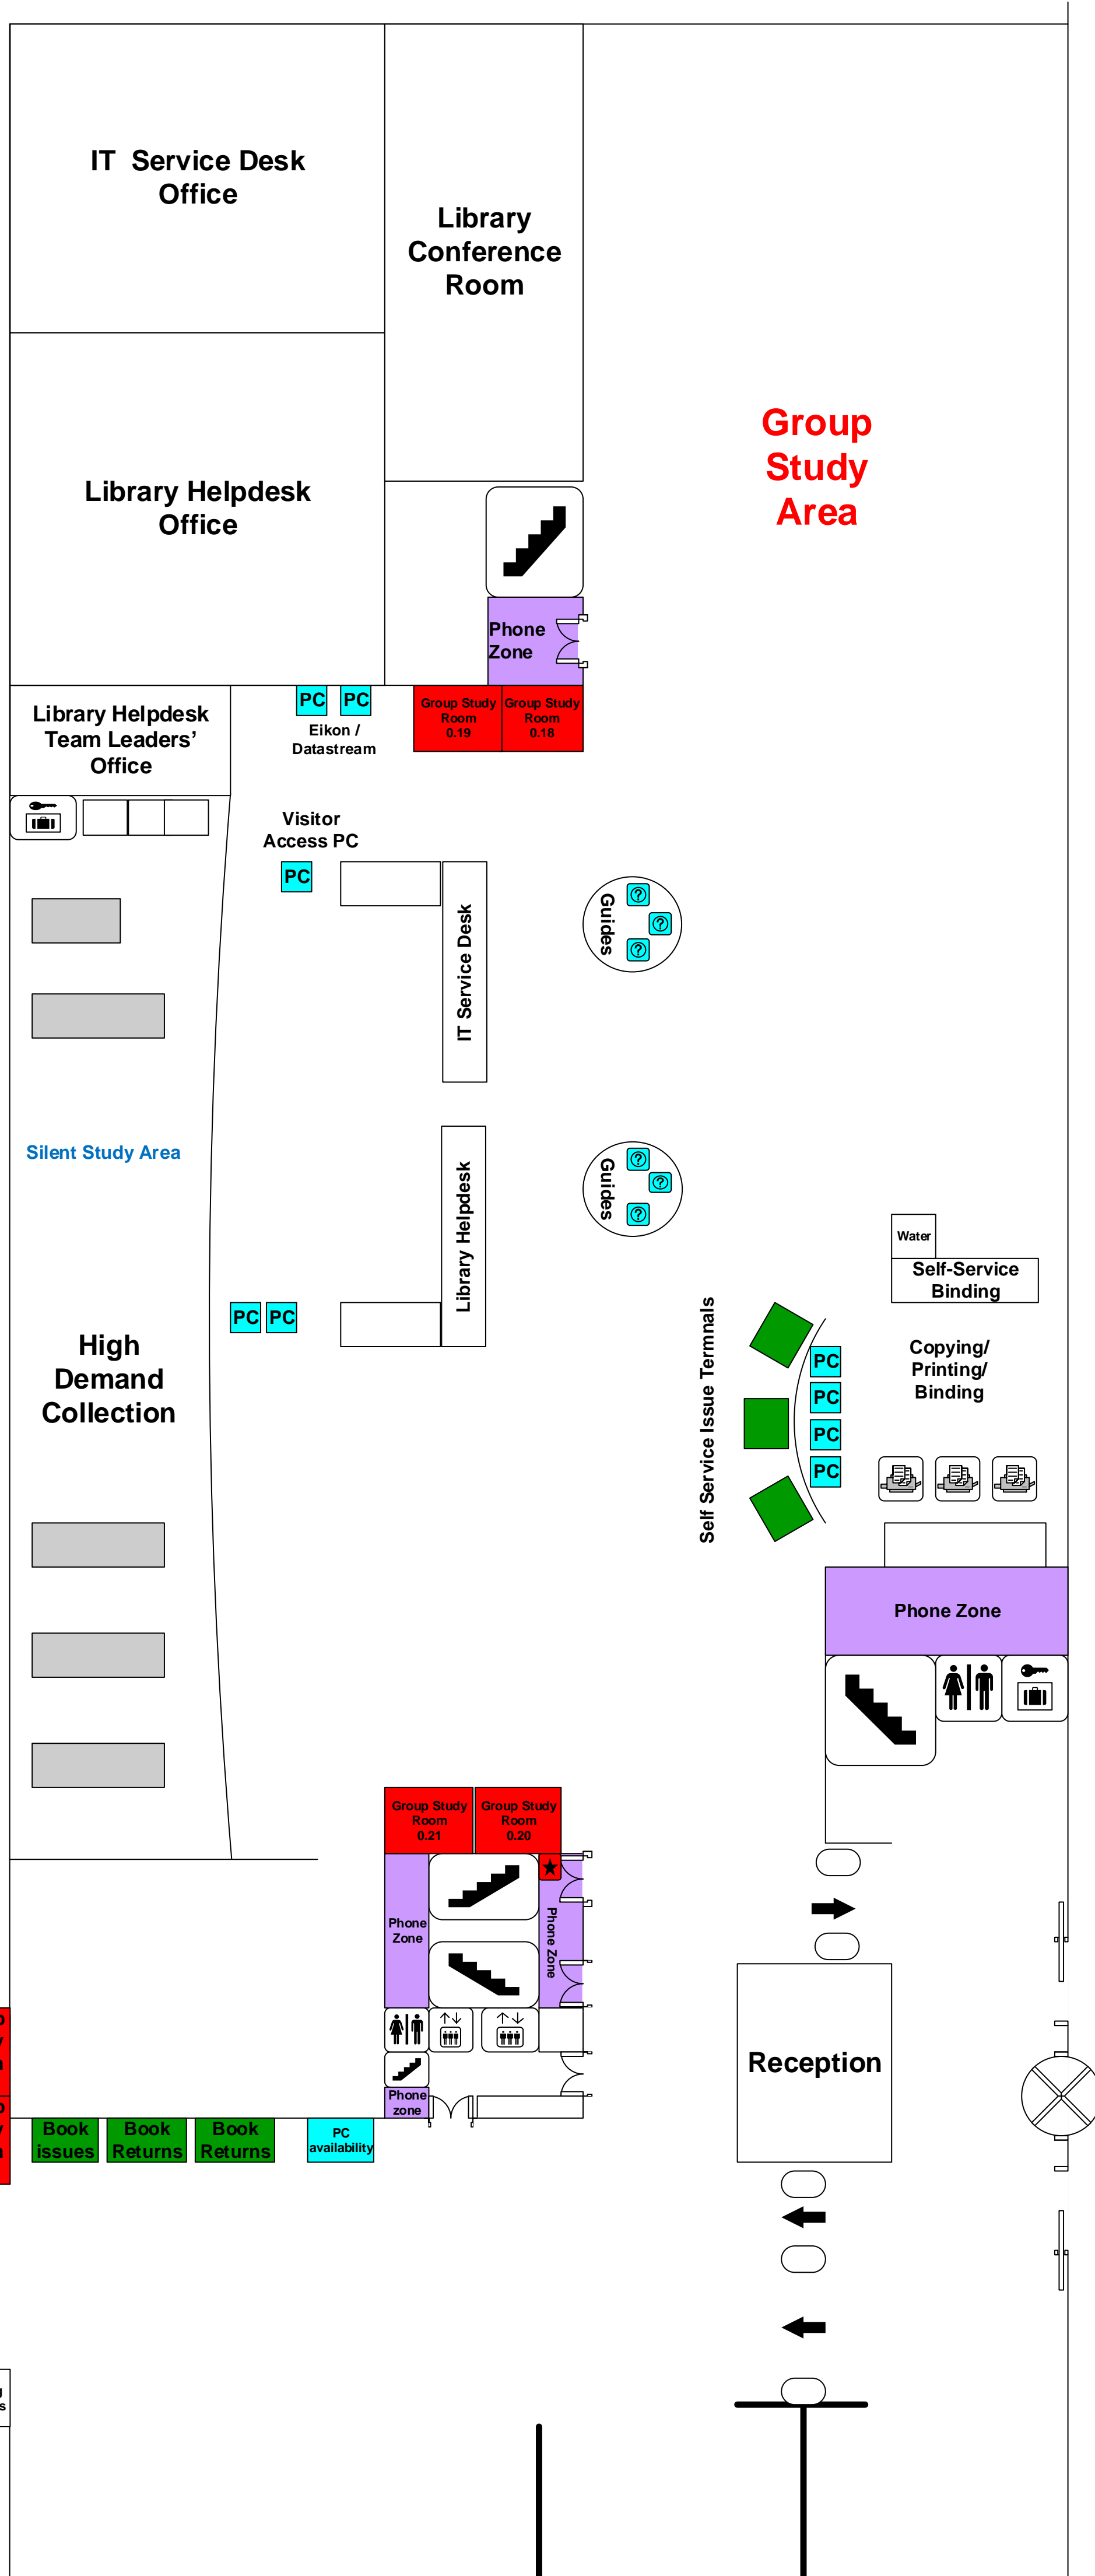 IT Service Desk
Office
Library
Conference
Room
Group
Study
Area
Library Helpdesk
Office
Phone
Zone
Library Helpdesk
Team Leaders’
Office
PC
PC
Eikon /
Datastream
Group Study
Room
0.19
Group Study
Room
0.18
Visitor
Access PC
PC
IT Service Desk
Guides
?
?
?
Silent Study Area
Library Helpdesk
Guides
?
?
?
Water
Self-Service
Binding
PC
PC
High
Demand
Collection
Self Service Issue Termnals
PC
PC
PC
PC
Copying/
Printing/
Binding
Phone Zone
Group Study
Room
0.21
Group Study
Room
0.20
Phone
Zone
Phone Zone
Phone
zone
Reception
Book
issues
Book
Returns
Book
Returns
PC
availability